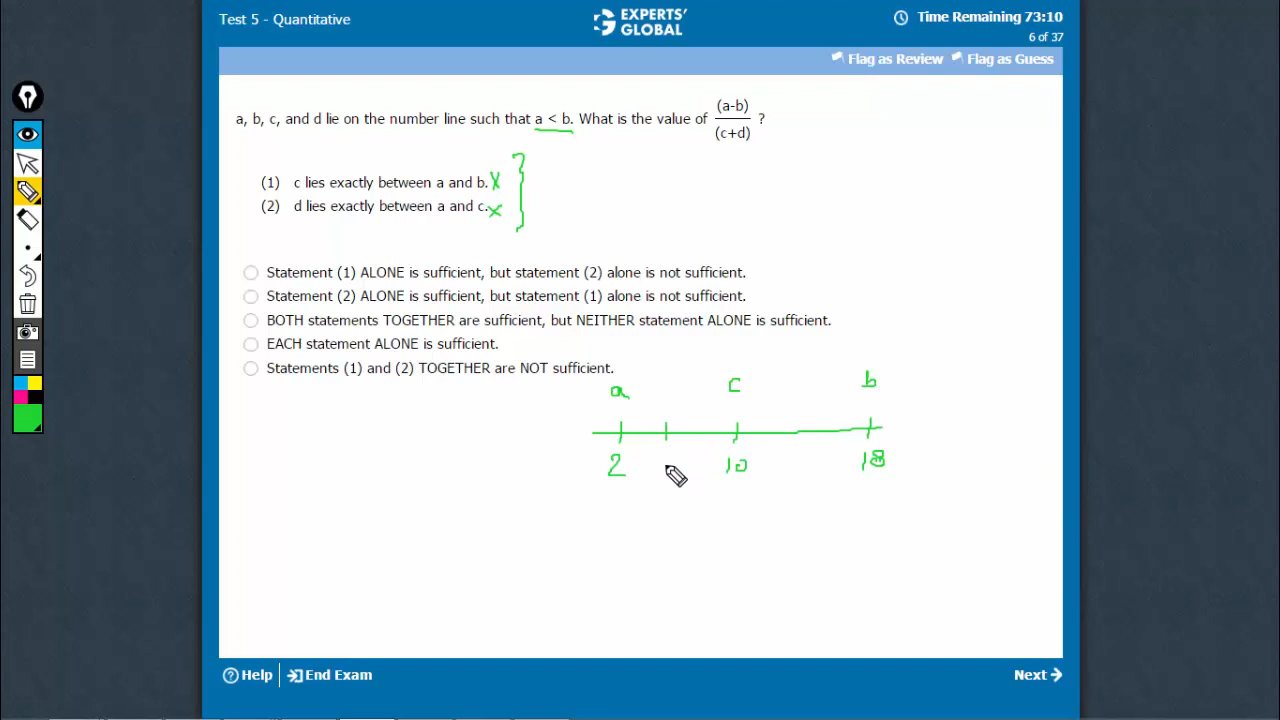 Test 5 - Quantitative
EXPERTS'
GLOBAL
Time Remaining 73:10
6 of 37
Flag as Review
Flag as Guess
a, b, c, and d lie on the number line such that a < b. What is the value of (a-b)/(c+d) ?
(1) c lies exactly between a and b. x
(2) d lies exactly between a and c. x
Statement (1) ALONE is sufficient, but statement (2) alone is not sufficient.
Statement (2) ALONE is sufficient, but statement (1) alone is not sufficient.
BOTH statements TOGETHER are sufficient, but NEITHER statement ALONE is sufficient.
EACH statement ALONE is sufficient.
Statements (1) and (2) TOGETHER are NOT sufficient.
a c b
2 10 18
Help
End Exam
Next